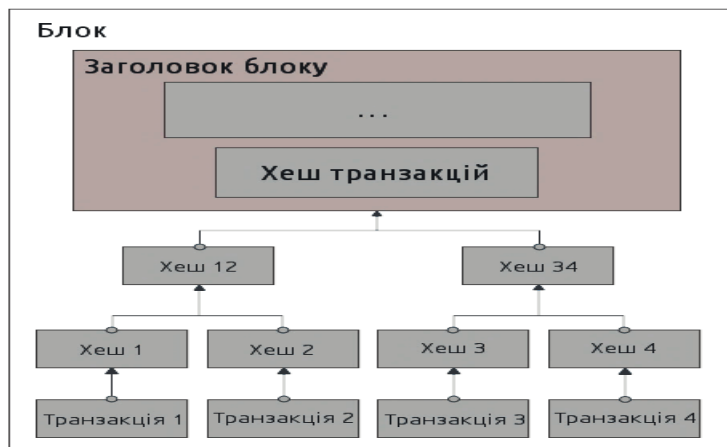 Блок
Заголовок блоку
...
Хеш транзакцій
Хеш 12
Хеш 34
Хеш 1
Хеш 2
Хеш 3
Хеш 4
Транзакція 1
Транзакція 2
Транзакція 3
Транзакція 4